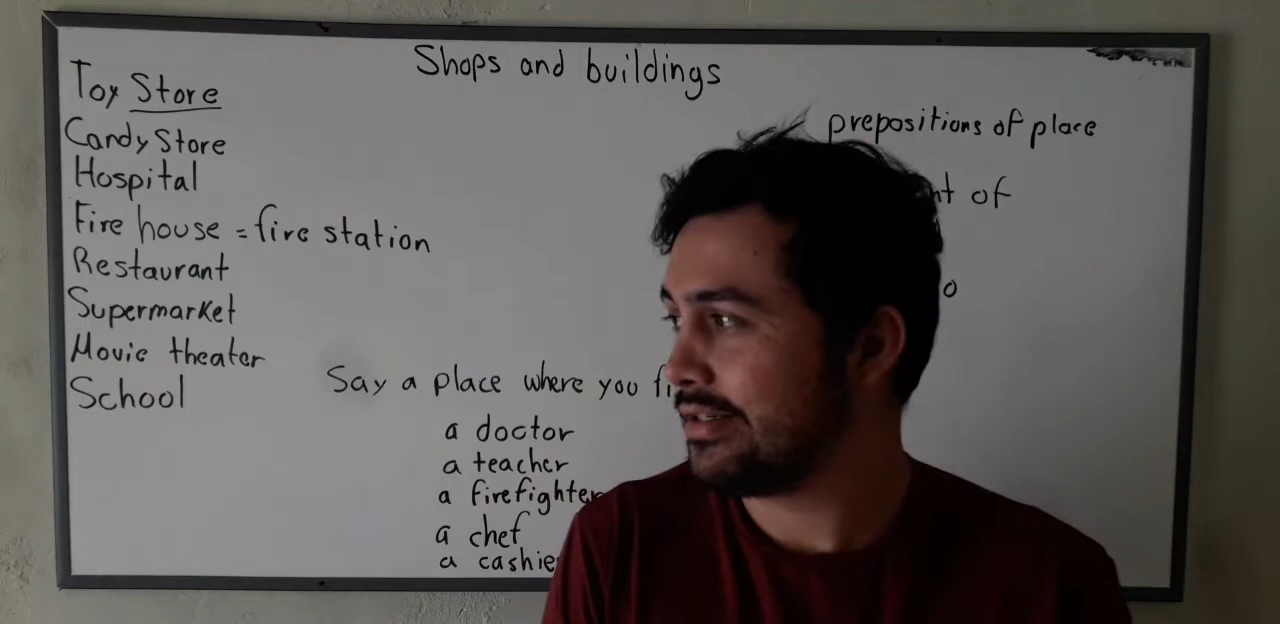 Shops and buildings
Toy Store
Candy Store
Hospital
Fire house = fire station
Restaurant
Supermarket
Movie theater
School
prepositions of place
of
Say a place where you
a doctor
a teacher
a firefighter
a chef
a